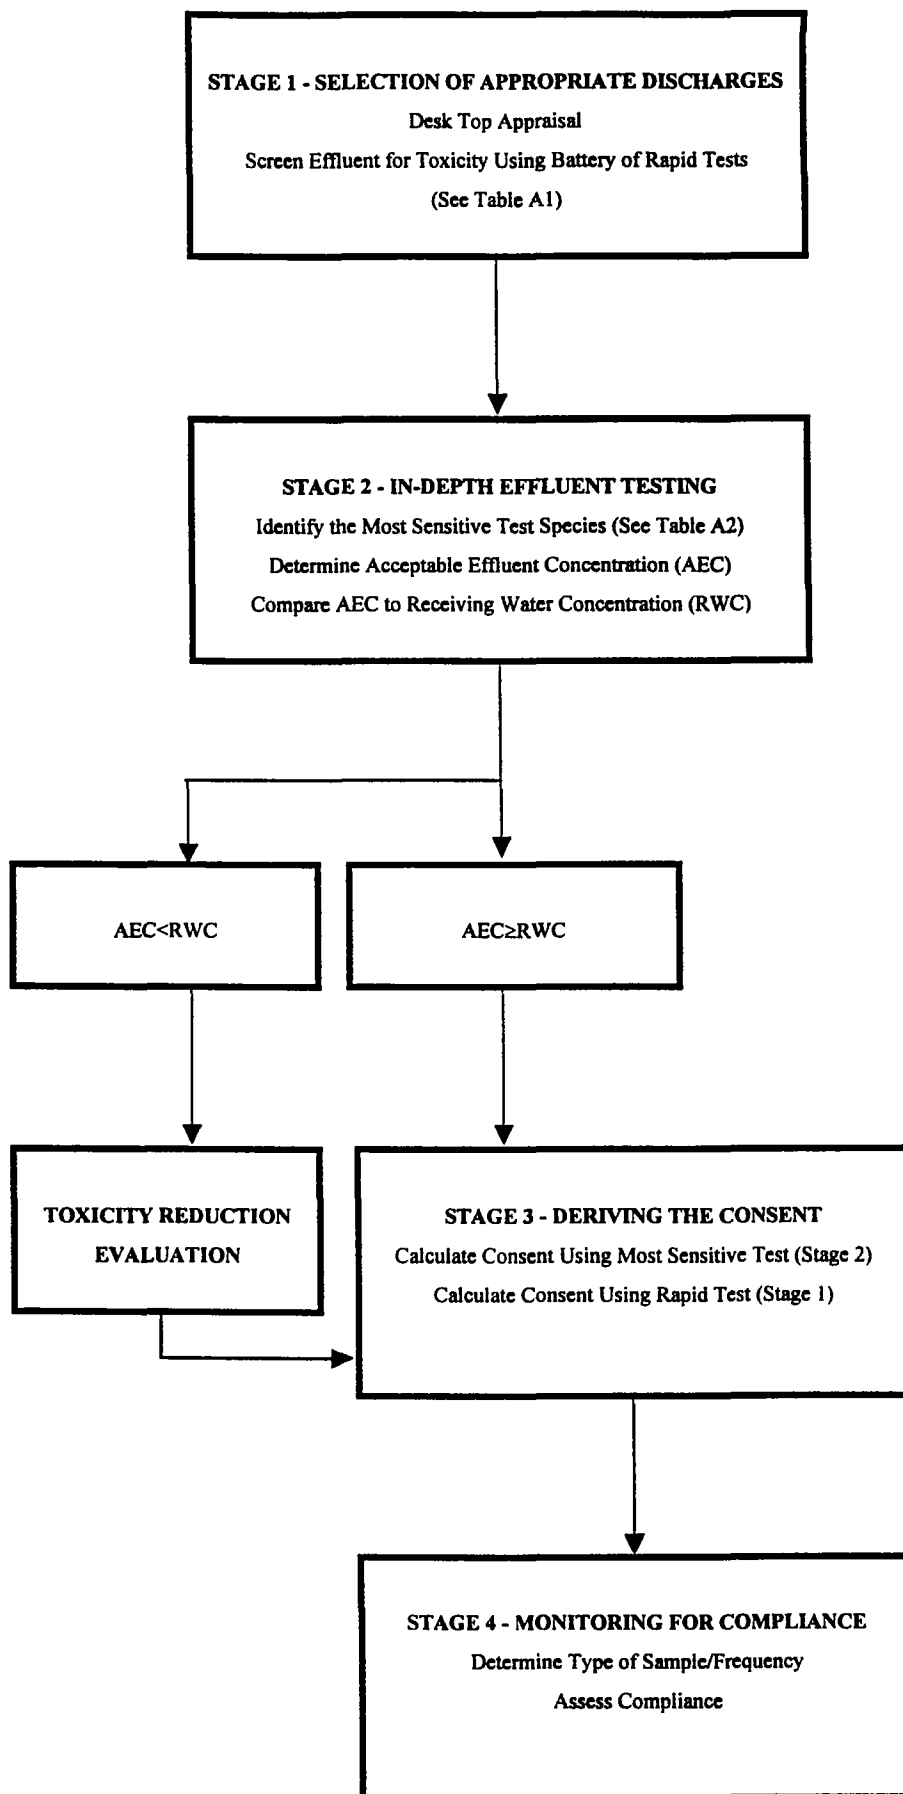 STAGE 1 - SELECTION OF APPROPRIATE DISCHARGES
Desk Top Appraisal
Screen Effluent for Toxicity Using Battery of Rapid Tests
(See Table A1)
STAGE 2 - IN-DEPTH EFFLUENT TESTING
Identify the Most Sensitive Test Species (See Table A2)
Determine Acceptable Effluent Concentration (AEC)
Compare AEC to Receiving Water Concentration (RWC)
AEC<RWC
AEC≥RWC
TOXICITY REDUCTION
EVALUATION
STAGE 3 - DERIVING THE CONSENT
Calculate Consent Using Most Sensitive Test (Stage 2)
Calculate Consent Using Rapid Test (Stage 1)
STAGE 4 - MONITORING FOR COMPLIANCE
Determine Type of Sample/Frequency
Assess Compliance